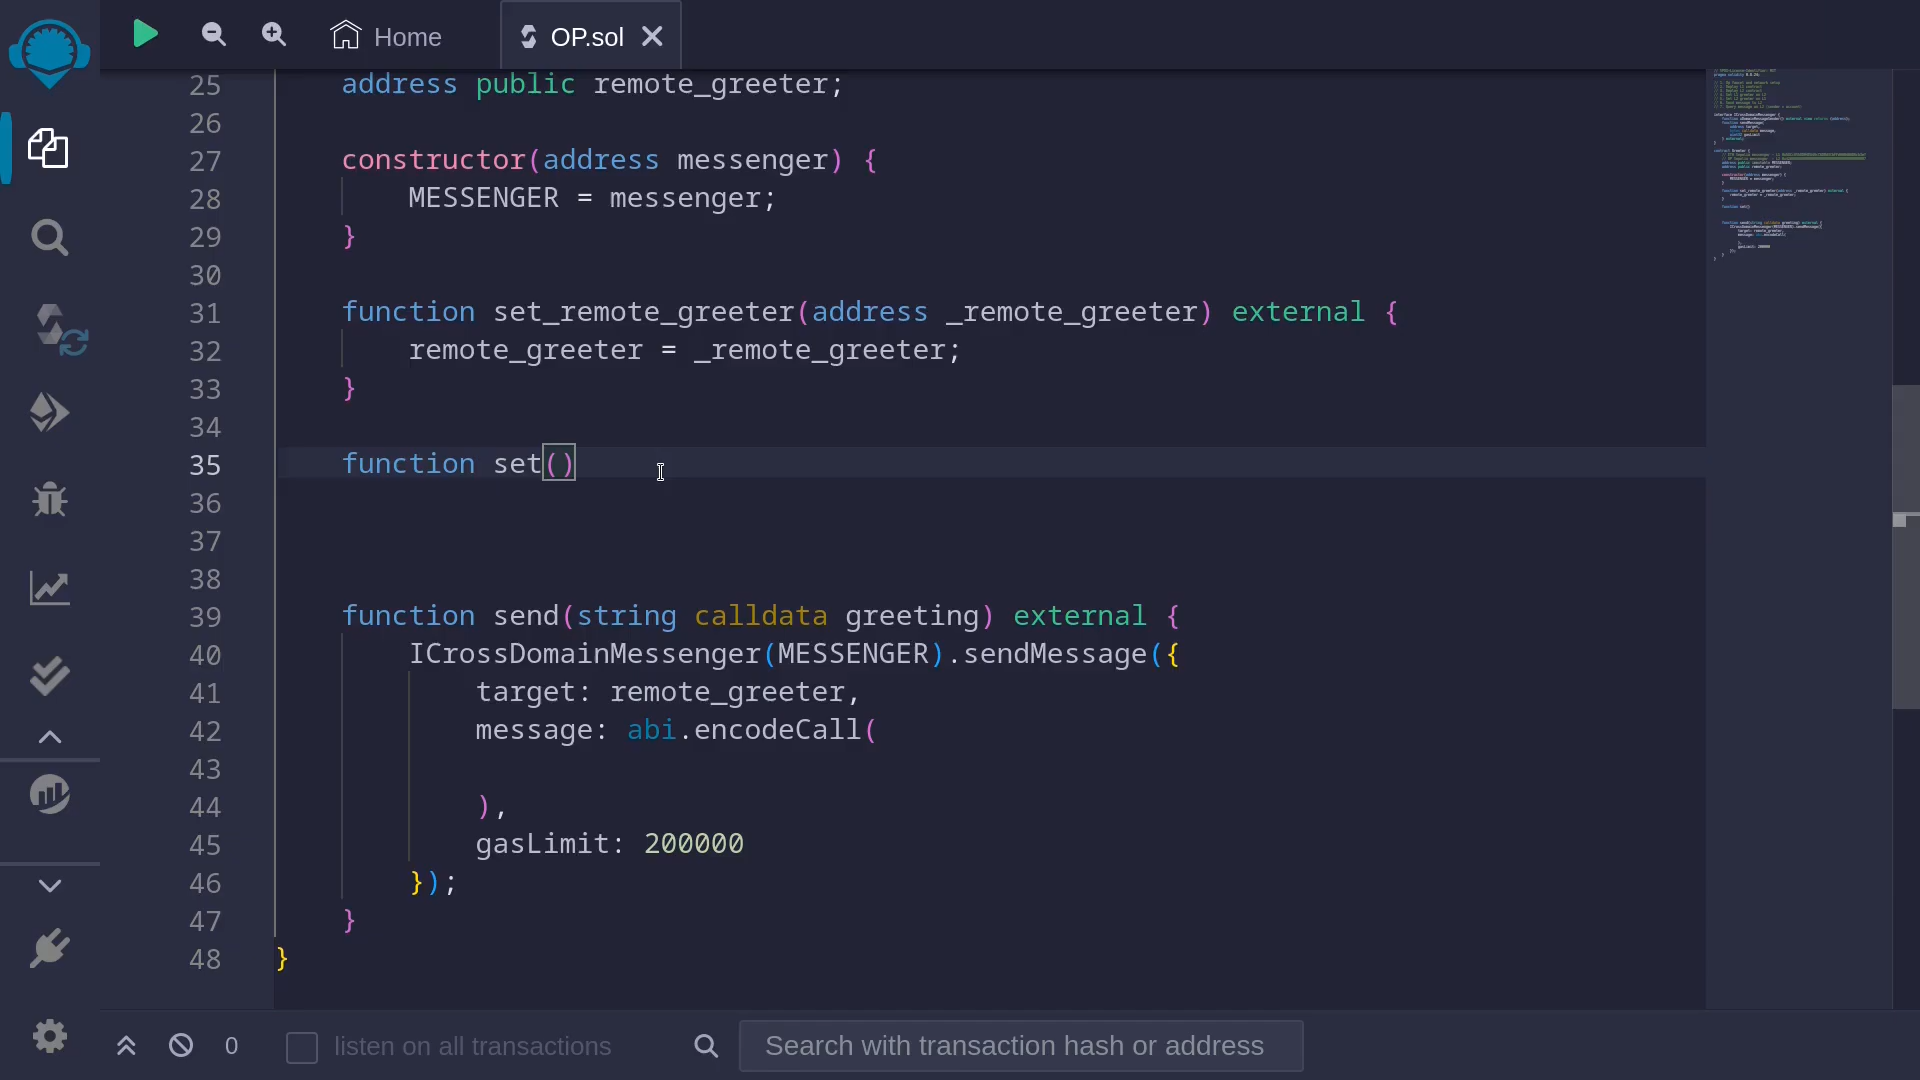 Home
OP.sol
25 address public remote_greeter;
26
27 constructor(address messenger) {
28 MESSENGER = messenger;
29 }
30
31 function set_remote_greeter(address _remote_greeter) external {
32 remote_greeter = _remote_greeter;
33 }
34
35 function set()
36
37
38
39 function send(string calldata greeting) external {
40 ICrossDomainMessenger(MESSENGER).sendMessage({
41 target: remote_greeter,
42 message: abi.encodeCall(
43
44 ),
45 gasLimit: 200000
46 });
47 }
48 }
0 listen on all transactions Search with transaction hash or address